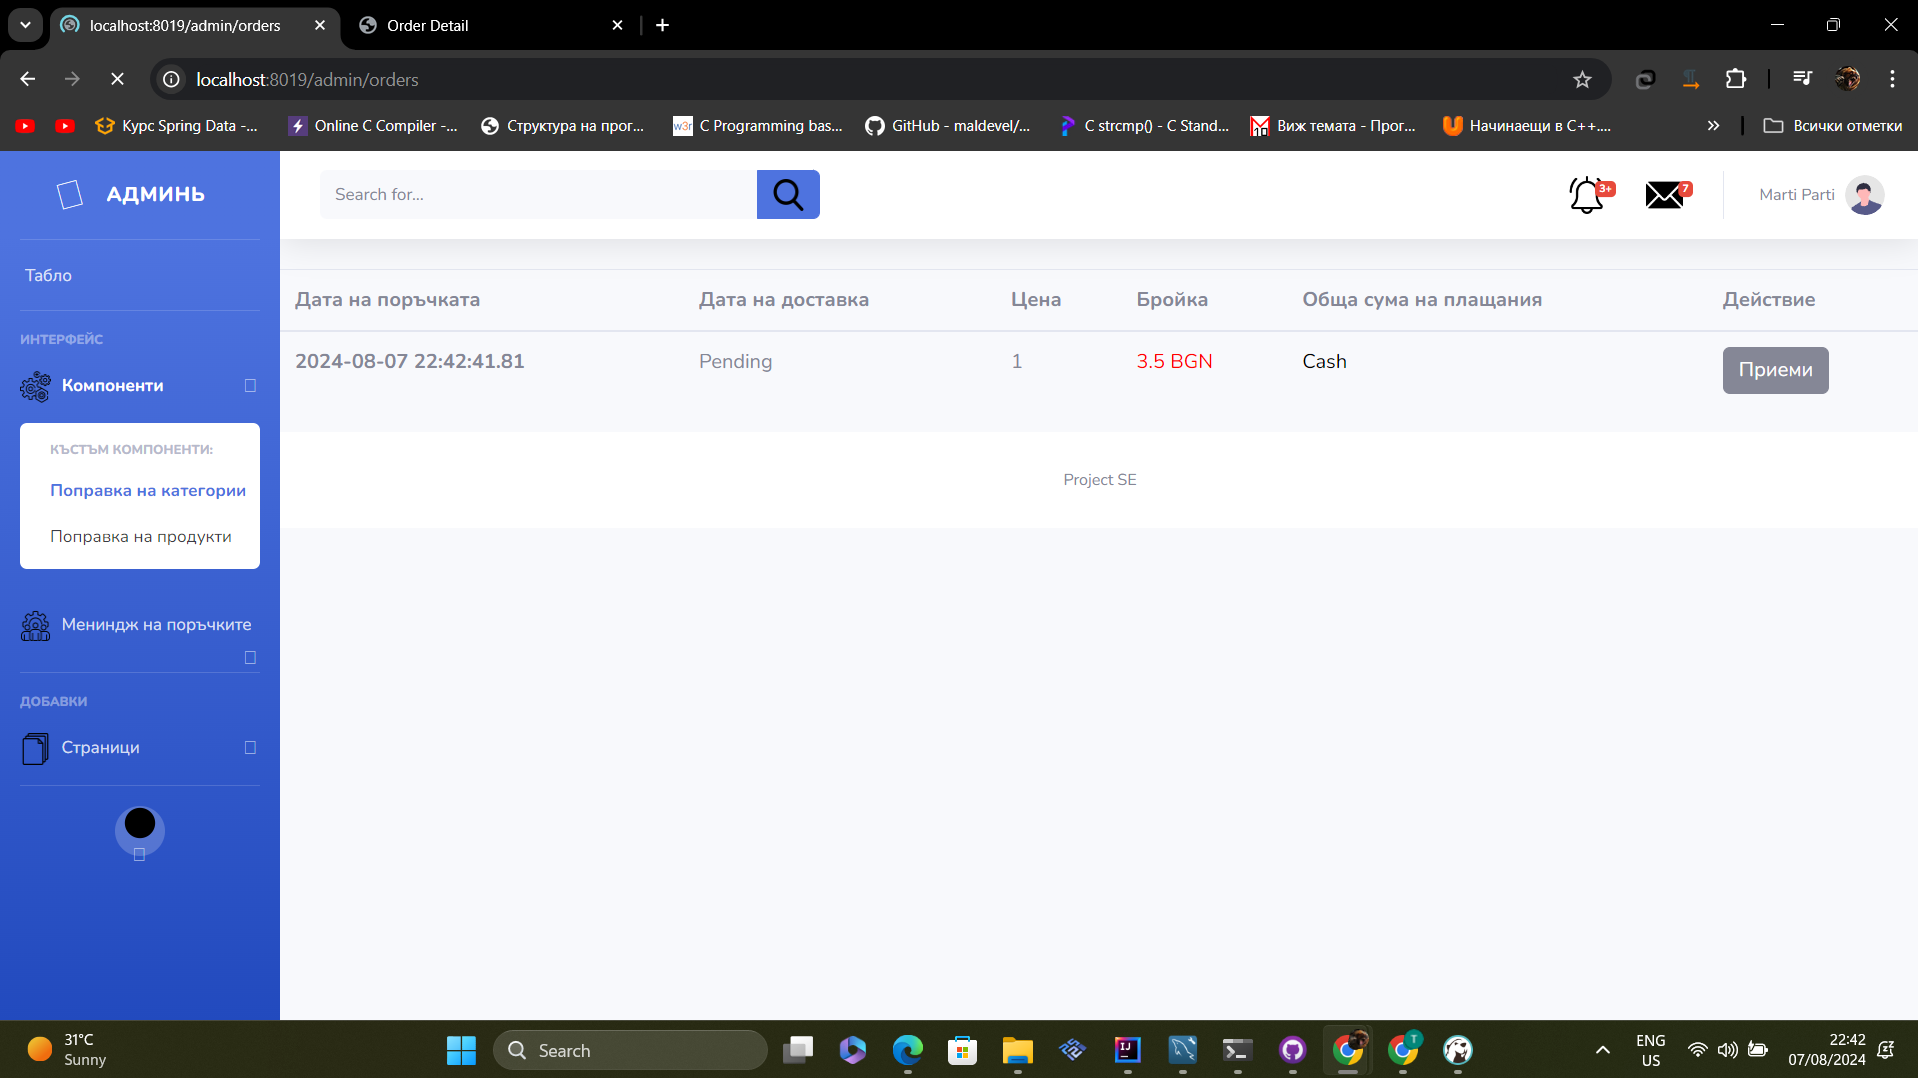 localhost:8019/admin/orders
Order Detail
localhost:8019/admin/orders
Курс Spring Data -...
Online C Compiler -...
Структура на прог...
w3r
C Programming bas...
GitHub - maldevel/...
C strcmp() - C Stand...
10
Виж темата - Прог...
Начинаещи в C++....
»
Всички отметки
АДМИНЬ
Search for...
3+
7
Marti Parti
Табло
ИНТЕРФЕЙС
Компоненти
КЪСТЪМ КОМПОНЕНТИ:
Поправка на категории
Поправка на продукти
Мениндж на поръчките
ДОБАВКИ
Страници
Дата на поръчката
Дата на доставка
Цена
Бройка
Обща сума на плащания
Действие
2024-08-07 22:42:41.81
Pending
1
3.5 BGN
Cash
Приеми
Project SE
31°C
Sunny
Search
IJ
T
ENG
US
22:42
07/08/2024